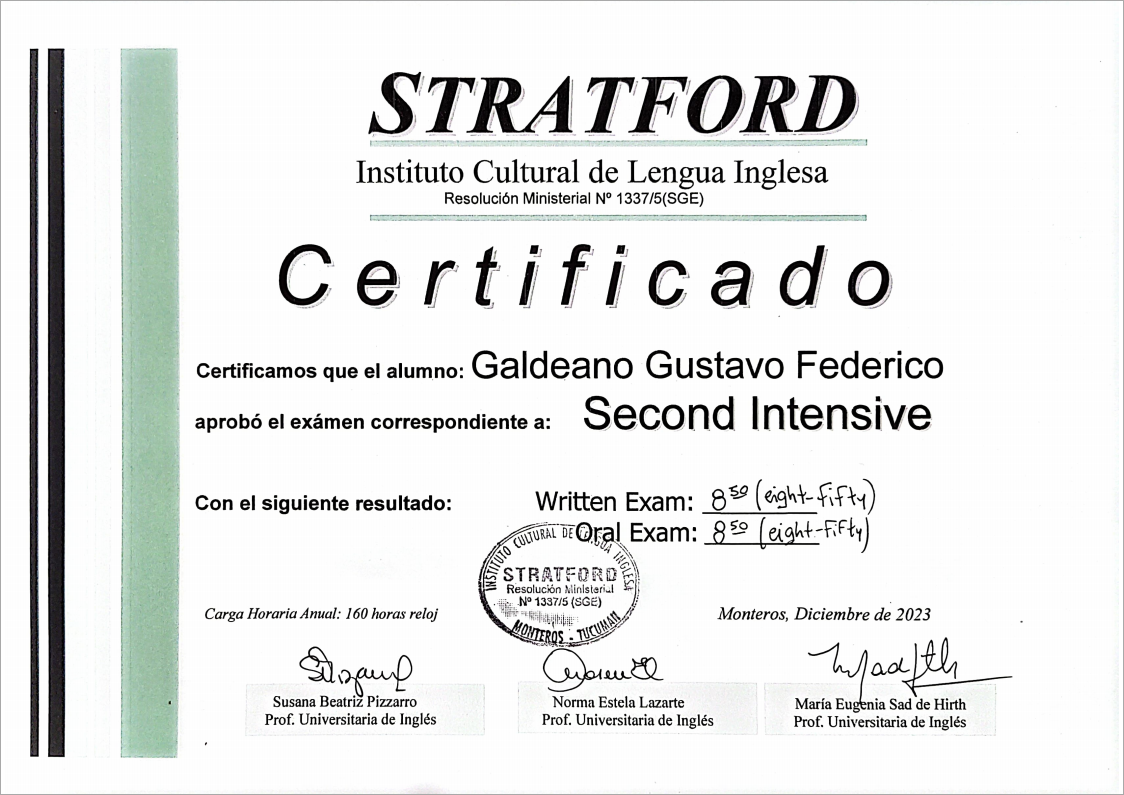 STRATFORD
Instituto Cultural de Lengua Inglesa
Resolución Ministerial Nº 1337/5(SGE)
Certificado
Certificamos que el alumno: Galdeano Gustavo Federico
aprobó el exámen correspondiente a: Second Intensive
Con el siguiente resultado: Written Exam: 8 50 (eight-fifty)
Oral Exam: 8 50 (eight-fifty)
INSTITUTO CULTURAL DE LENGUA INGLESA
STRATFORD
Resolución Ministerial
Nº 1337/5 (SGE)
MONTEROS - TUCUMAN
Carga Horaria Anual: 160 horas reloj
Monteros, Diciembre de 2023
Susana Beatriz Pizzarro
Prof. Universitaria de Inglés
Norma Estela Lazarte
Prof. Universitaria de Inglés
María Eugenia Sad de Hirth
Prof. Universitaria de Inglés